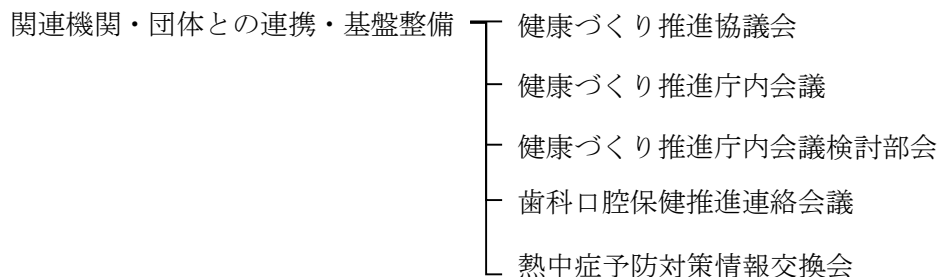 関連機関・団体との連携・基盤整備
健康づくり推進協議会
健康づくり推進庁内会議
健康づくり推進庁内会議検討部会
歯科口腔保健推進連絡会議
熱中症予防対策情報交換会